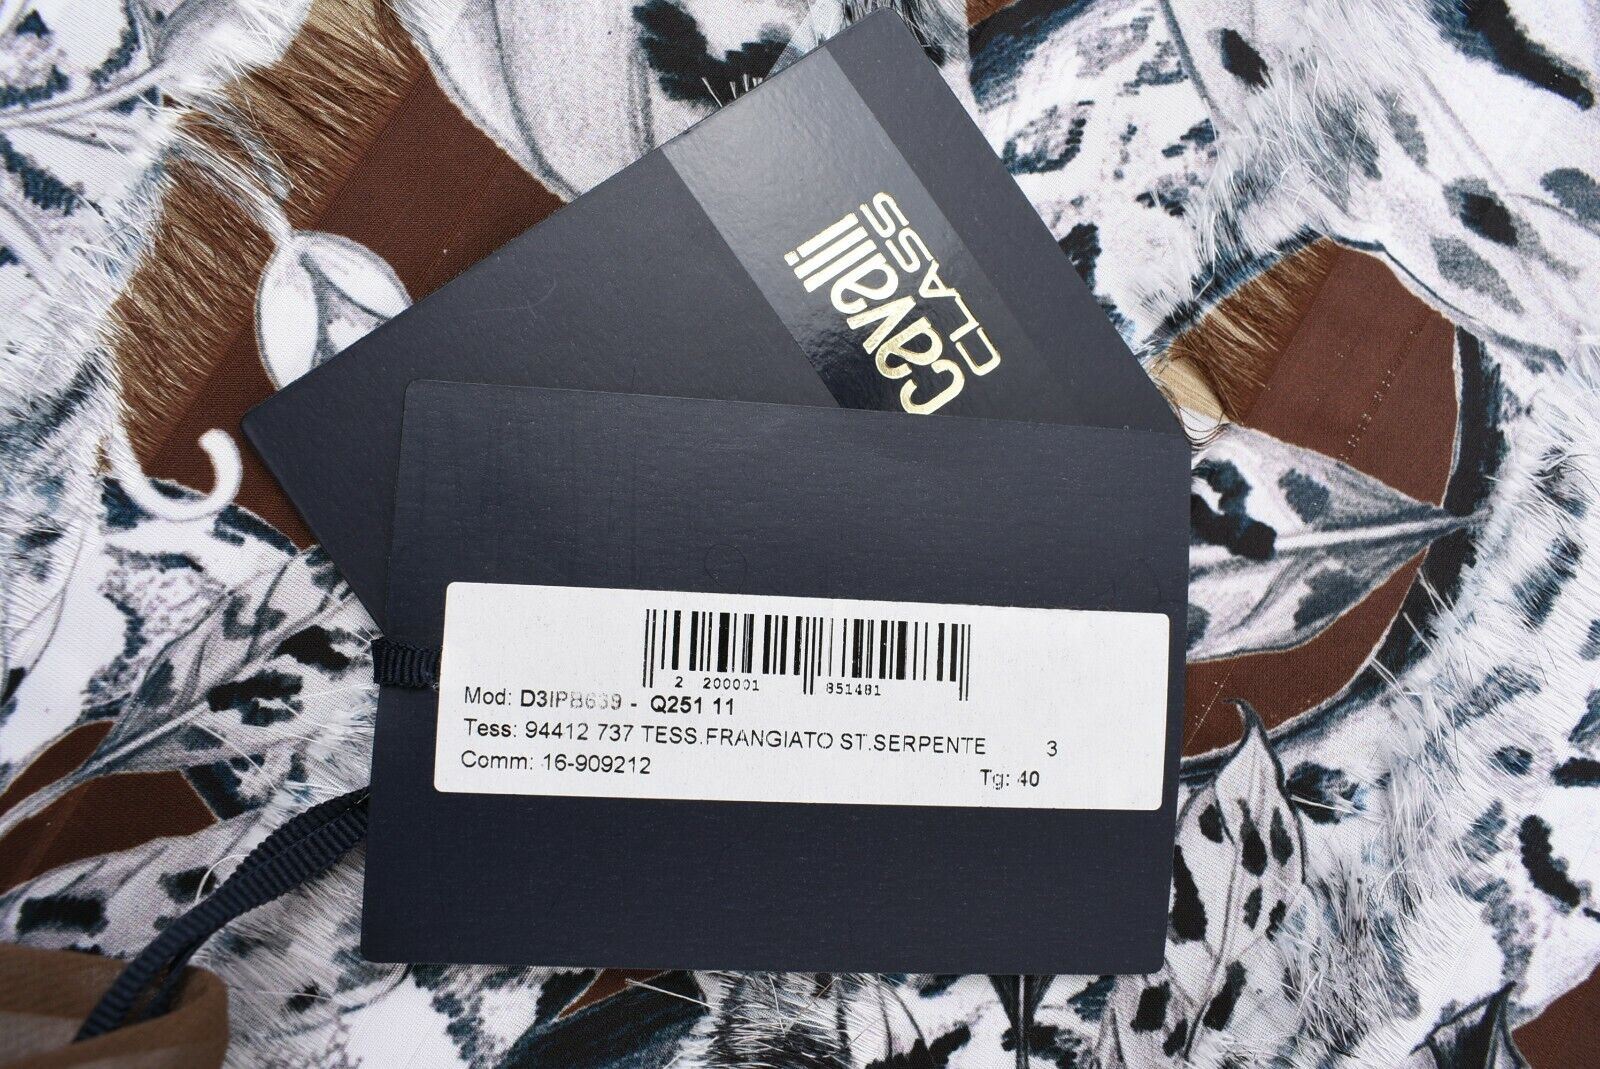 cavalli
CLASS
2 200001 851481
Mod: D3IPB639 - Q251 11
Tess: 94412 737 TESS.FRANGIATO ST.SERPENTE 3
Comm: 16-909212 Tg: 40